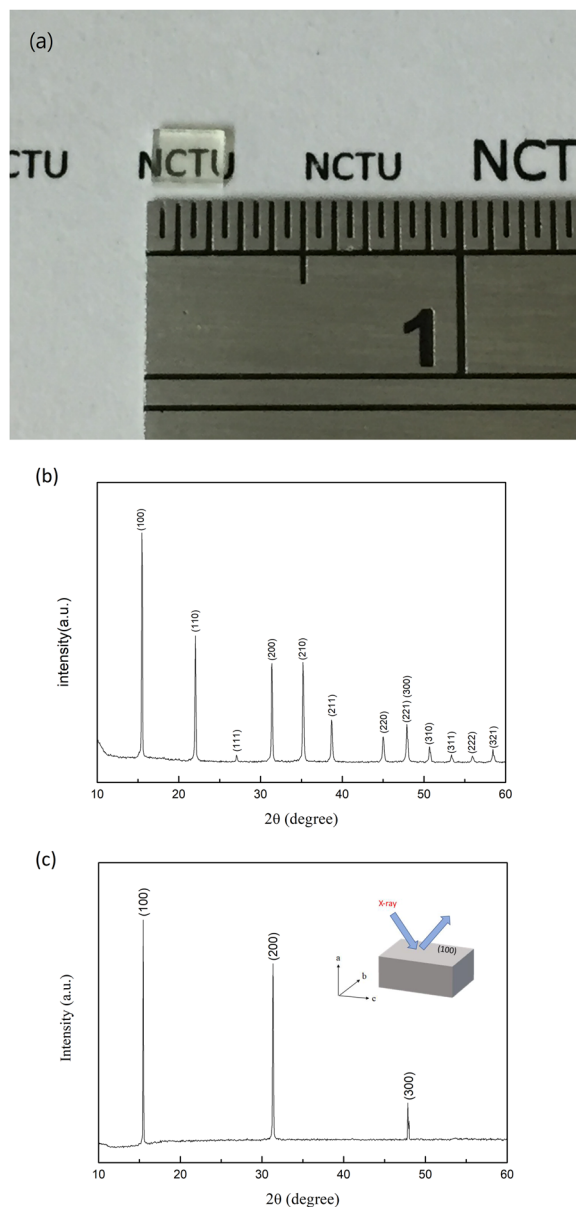 (a)
CTU NCTU NCTU NCT
1
(b)
intensity(a.u.)
(100)
(110)
(111)
(200)
(210)
(211)
(220)
(221) (300)
(310)
(311)
(222)
(321)
10 20 30 40 50 60
2θ (degree)
(c)
Intensity (a.u.)
(100)
(200)
(300)
X-ray
(100)
a
b
c
10 20 30 40 50 60
2θ (degree)